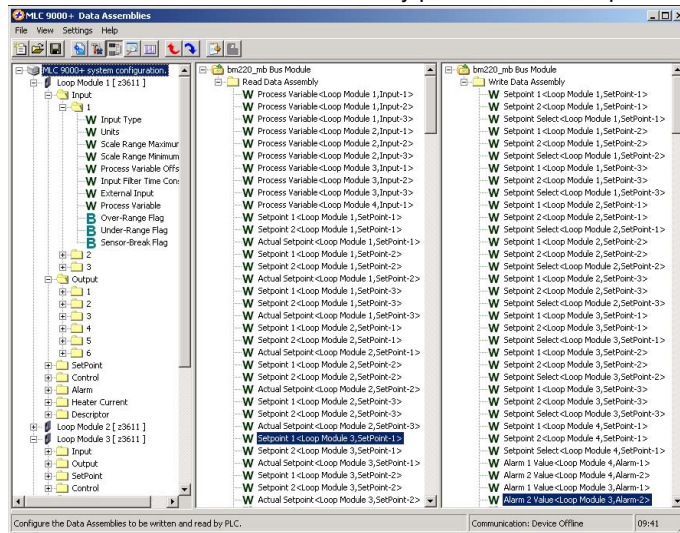 MLC 9000+ Data Assemblies
File View Settings Help
MLC 9000+ system configuration.
Loop Module 1 [ z3611 ]
Input
1
W Input Type
W Units
W Scale Range Maximur
W Scale Range Minimum
W Process Variable Offs
W Input Filter Time Con
W External Input
W Process Variable
B Over-Range Flag
B Under-Range Flag
B Sensor-Break Flag
2
3
Output
1
2
3
4
5
6
SetPoint
Control
Alarm
Heater Current
Descriptor
Loop Module 2 [ z3611 ]
Loop Module 3 [ z3611 ]
Input
Output
SetPoint
Control
bm220_mb Bus Module
Read Data Assembly
W Process Variable<Loop Module 1,Input-1>
W Process Variable<Loop Module 1,Input-2>
W Process Variable<Loop Module 1,Input-3>
W Process Variable<Loop Module 2,Input-1>
W Process Variable<Loop Module 2,Input-2>
W Process Variable<Loop Module 2,Input-3>
W Process Variable<Loop Module 3,Input-1>
W Process Variable<Loop Module 3,Input-2>
W Process Variable<Loop Module 3,Input-3>
W Process Variable<Loop Module 4,Input-1>
W Setpoint 1<Loop Module 1,SetPoint-1>
W Setpoint 2<Loop Module 1,SetPoint-1>
W Actual Setpoint<Loop Module 1,SetPoint-1>
W Setpoint 1<Loop Module 1,SetPoint-2>
W Setpoint 2<Loop Module 1,SetPoint-2>
W Actual Setpoint<Loop Module 1,SetPoint-2>
W Setpoint 1<Loop Module 1,SetPoint-3>
W Setpoint 2<Loop Module 1,SetPoint-3>
W Actual Setpoint<Loop Module 1,SetPoint-3>
W Setpoint 1<Loop Module 2,SetPoint-1>
W Setpoint 2<Loop Module 2,SetPoint-1>
W Actual Setpoint<Loop Module 2,SetPoint-1>
W Setpoint 1<Loop Module 2,SetPoint-2>
W Setpoint 2<Loop Module 2,SetPoint-2>
W Actual Setpoint<Loop Module 2,SetPoint-2>
W Setpoint 1<Loop Module 2,SetPoint-3>
W Setpoint 2<Loop Module 2,SetPoint-3>
W Actual Setpoint<Loop Module 2,SetPoint-3>
W Setpoint 1<Loop Module 3,SetPoint-1>
W Setpoint 2<Loop Module 3,SetPoint-1>
W Actual Setpoint<Loop Module 3,SetPoint-1>
W Setpoint 1<Loop Module 3,SetPoint-2>
W Setpoint 2<Loop Module 3,SetPoint-2>
W Actual Setpoint<Loop Module 3,SetPoint-2>
bm220_mb Bus Module
Write Data Assembly
W Setpoint 1<Loop Module 1,SetPoint-1>
W Setpoint 2<Loop Module 1,SetPoint-1>
W Setpoint Select<Loop Module 1,SetPoint-1>
W Setpoint 1<Loop Module 1,SetPoint-2>
W Setpoint 2<Loop Module 1,SetPoint-2>
W Setpoint Select<Loop Module 1,SetPoint-2>
W Setpoint 1<Loop Module 1,SetPoint-3>
W Setpoint 2<Loop Module 1,SetPoint-3>
W Setpoint Select<Loop Module 1,SetPoint-3>
W Setpoint 1<Loop Module 2,SetPoint-1>
W Setpoint 2<Loop Module 2,SetPoint-1>
W Setpoint Select<Loop Module 2,SetPoint-1>
W Setpoint 1<Loop Module 2,SetPoint-2>
W Setpoint 2<Loop Module 2,SetPoint-2>
W Setpoint Select<Loop Module 2,SetPoint-2>
W Setpoint 1<Loop Module 2,SetPoint-3>
W Setpoint 2<Loop Module 2,SetPoint-3>
W Setpoint Select<Loop Module 2,SetPoint-3>
W Setpoint 1<Loop Module 3,SetPoint-1>
W Setpoint 2<Loop Module 3,SetPoint-1>
W Setpoint Select<Loop Module 3,SetPoint-1>
W Setpoint 1<Loop Module 3,SetPoint-2>
W Setpoint 2<Loop Module 3,SetPoint-2>
W Setpoint Select<Loop Module 3,SetPoint-2>
W Setpoint 1<Loop Module 3,SetPoint-3>
W Setpoint 2<Loop Module 3,SetPoint-3>
W Setpoint Select<Loop Module 3,SetPoint-3>
W Setpoint 1<Loop Module 4,SetPoint-1>
W Setpoint 2<Loop Module 4,SetPoint-1>
W Setpoint Select<Loop Module 4,SetPoint-1>
W Alarm 1 Value<Loop Module 4,Alarm-1>
W Alarm 2 Value<Loop Module 4,Alarm-2>
W Alarm 1 Value<Loop Module 3,Alarm-1>
W Alarm 2 Value<Loop Module 3,Alarm-2>
Configure the Data Assemblies to be written and read by PLC.
Communication: Device Offline
09:41